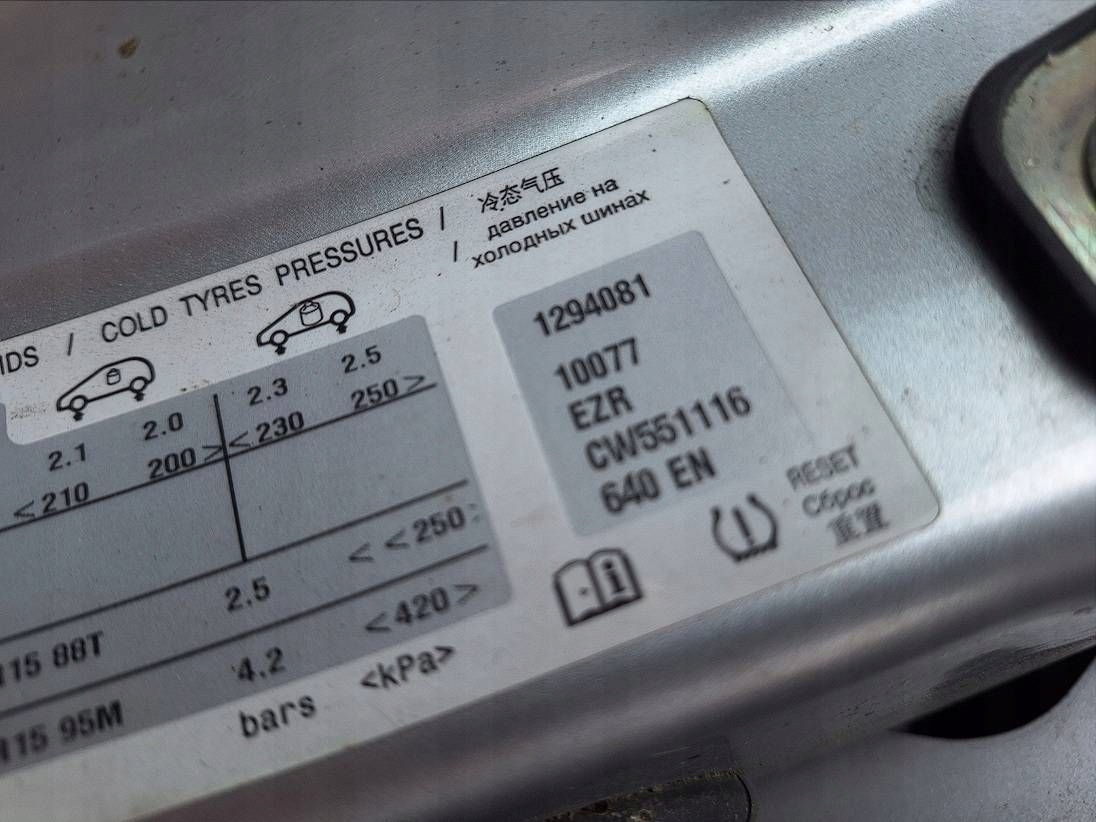 IDS / COLD TYRES PRESSURES / 冷态气压
/ давление на
холодных шинах
2.1 2.0 2.3 2.5
<210 200> <230 250>
2.5 < <250
115 88T
4.2 <420>
115 95M
bars <kPa>
1294081
10077
EZR
CW551116
640 EN
RESET
Сброс
重置